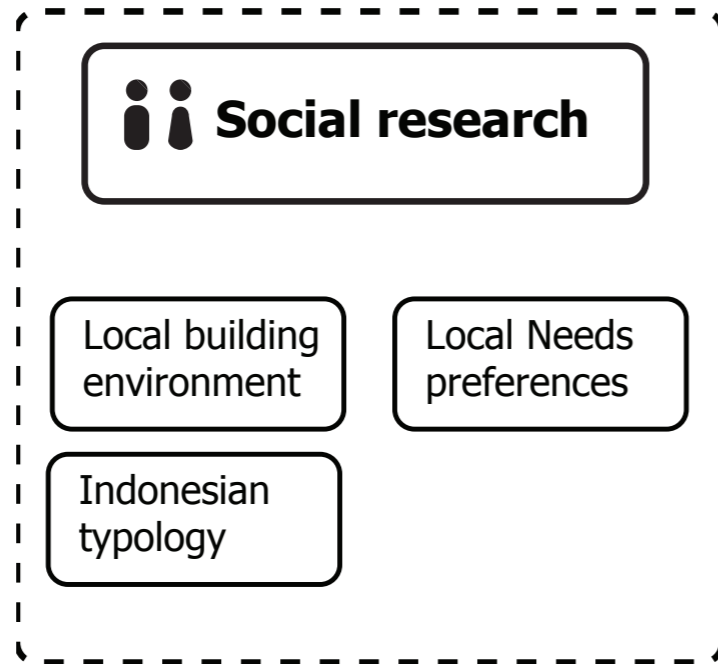 Social research
Local building
environment
Local Needs
preferences
Indonesian
typology